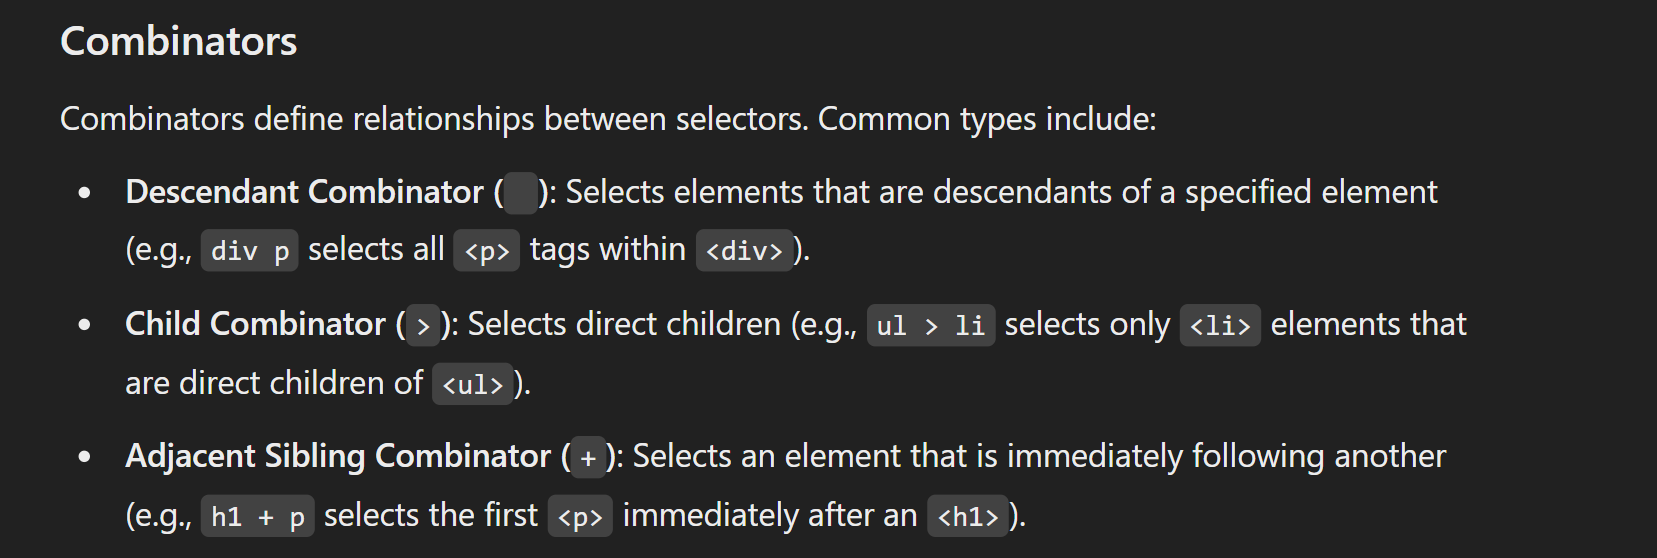 Combinators
Combinators define relationships between selectors. Common types include:
• Descendant Combinator ( ): Selects elements that are descendants of a specified element
(e.g., div p selects all <p> tags within <div>).
• Child Combinator (>): Selects direct children (e.g., ul > li selects only <li> elements that
are direct children of <ul>).
• Adjacent Sibling Combinator (+): Selects an element that is immediately following another
(e.g., h1 + p selects the first <p> immediately after an <h1>).